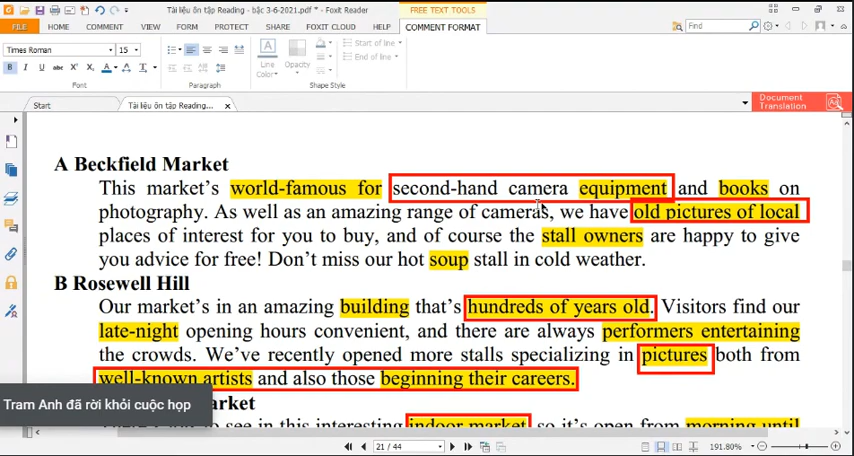 Tài liệu ôn tập Reading - bậc 3-6-2021.pdf * - Foxit Reader
FREE TEXT TOOLS
FILE HOME COMMENT VIEW FORM PROTECT SHARE FOXIT CLOUD HELP COMMENT FORMAT
Find
Times Roman 15
Start of line
End of line
B I U abc X² X₂ A T
Line Color
Opacity
Font Paragraph Shape Style
Start
Tài liệu ôn tập Reading...
Document Translation
A Beckfield Market
This market's world-famous for second-hand camera equipment and books on
photography. As well as an amazing range of cameras, we have old pictures of local
places of interest for you to buy, and of course the stall owners are happy to give
you advice for free! Don't miss our hot soup stall in cold weather.
B Rosewell Hill
Our market's in an amazing building that's hundreds of years old. Visitors find our
late-night opening hours convenient, and there are always performers entertaining
the crowds. We've recently opened more stalls specializing in pictures both from
well-known artists and also those beginning their careers.
Tram Anh đã rời khỏi cuộc họp
to see in this interesting indoor market, so it's open from morning until
21 / 44
191.80%